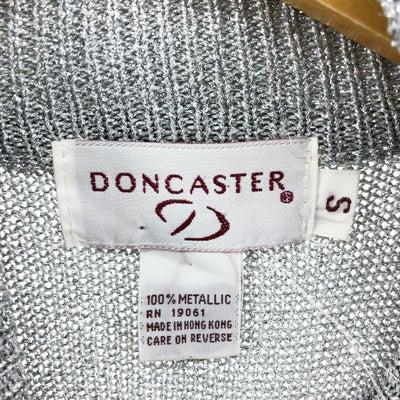 DONCASTER®
S
100% METALLIC
RN 19061
MADE IN HONG KONG
CARE ON REVERSE